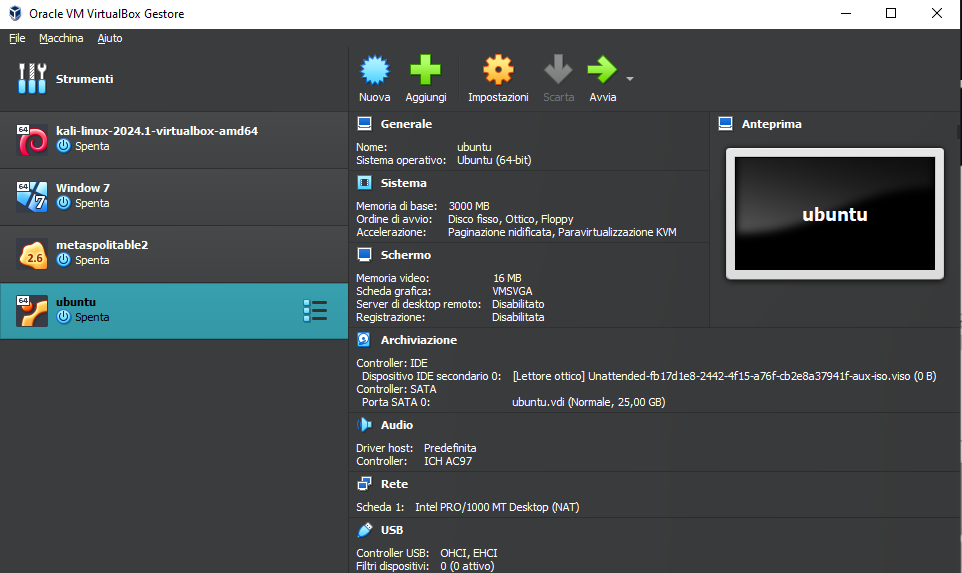 Oracle VM VirtualBox Gestore
File Macchina Aiuto
Strumenti
Nuova Aggiungi Impostazioni Scarta Avvia
64
kali-linux-2024.1-virtualbox-amd64
Spenta
64
7
Window 7
Spenta
2.6
metaspolitable2
Spenta
64
ubuntu
Spenta
Generale
Nome: ubuntu
Sistema operativo: Ubuntu (64-bit)
Sistema
Memoria di base: 3000 MB
Ordine di avvio: Disco fisso, Ottico, Floppy
Accelerazione: Paginazione nidificata, Paravirtualizzazione KVM
Schermo
Memoria video: 16 MB
Scheda grafica: VMSVGA
Server di desktop remoto: Disabilitato
Registrazione: Disabilitata
Anteprima
ubuntu
Archiviazione
Controller: IDE
Dispositivo IDE secondario 0: [Lettore ottico] Unattended-fb17d1e8-2442-4f15-a76f-cb2e8a37941f-aux-iso.viso (0 B)
Controller: SATA
Porta SATA 0: ubuntu.vdi (Normale, 25,00 GB)
Audio
Driver host: Predefinita
Controller: ICH AC97
Rete
Scheda 1: Intel PRO/1000 MT Desktop (NAT)
USB
Controller USB: OHCI, EHCI
Filtri dispositivi: 0 (0 attivo)